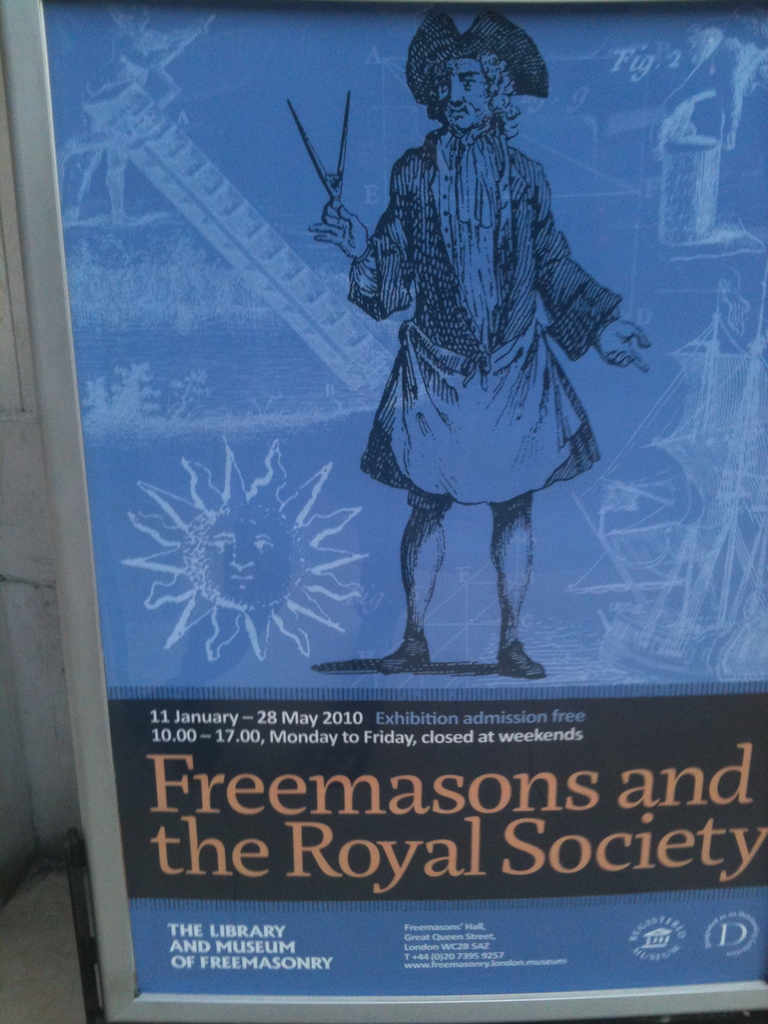 Fig. 2
11 January – 28 May 2010 Exhibition admission free
10.00 – 17.00, Monday to Friday, closed at weekends
Freemasons and
the Royal Society
THE LIBRARY
AND MUSEUM
OF FREEMASONRY
Freemasons' Hall,
Great Queen Street,
London WC2B 5AZ
T +44 (0)20 7395 9257
www.freemasonry.london.museum
REGISTERED
MUSEUM
D